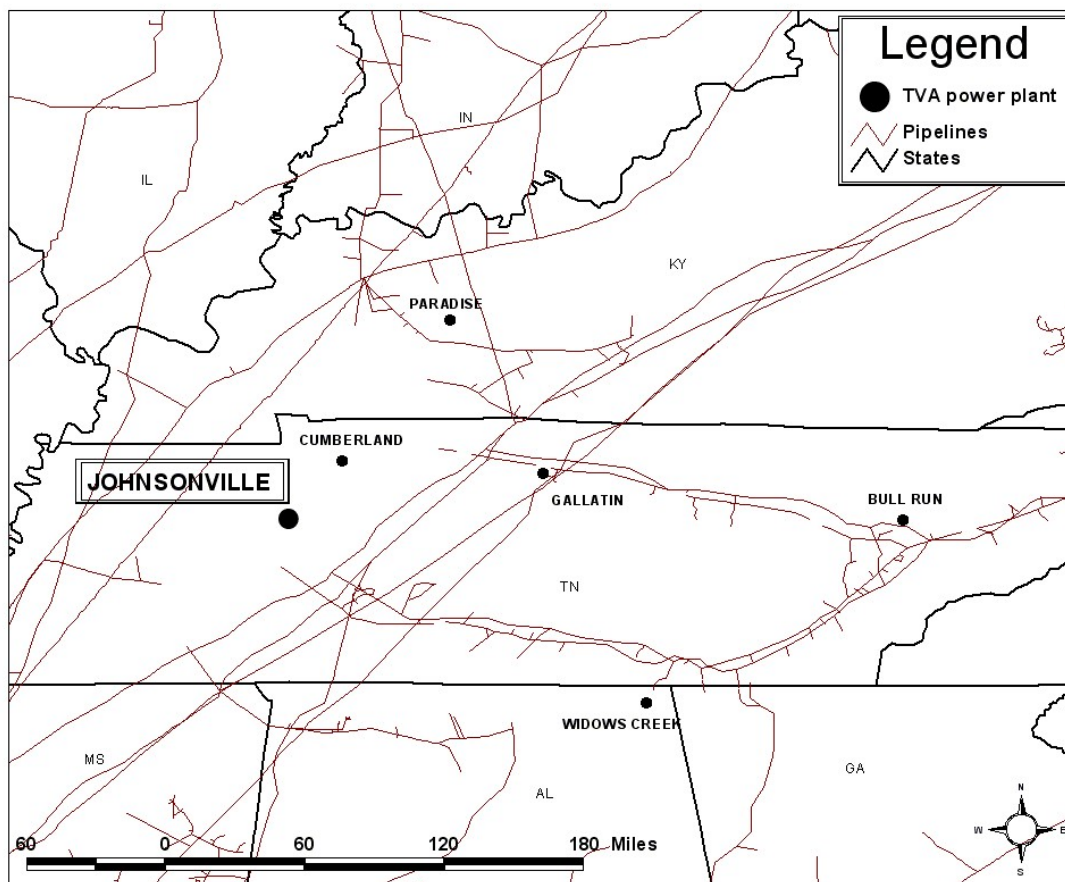 Legend
TVA power plant
Pipelines
States
IN
IL
KY
PARADISE
CUMBERLAND
JOHNSONVILLE
GALLATIN
BULL RUN
TN
WIDOWS CREEK
MS
GA
AL
N
W E
S
60 0 60 120 180 Miles